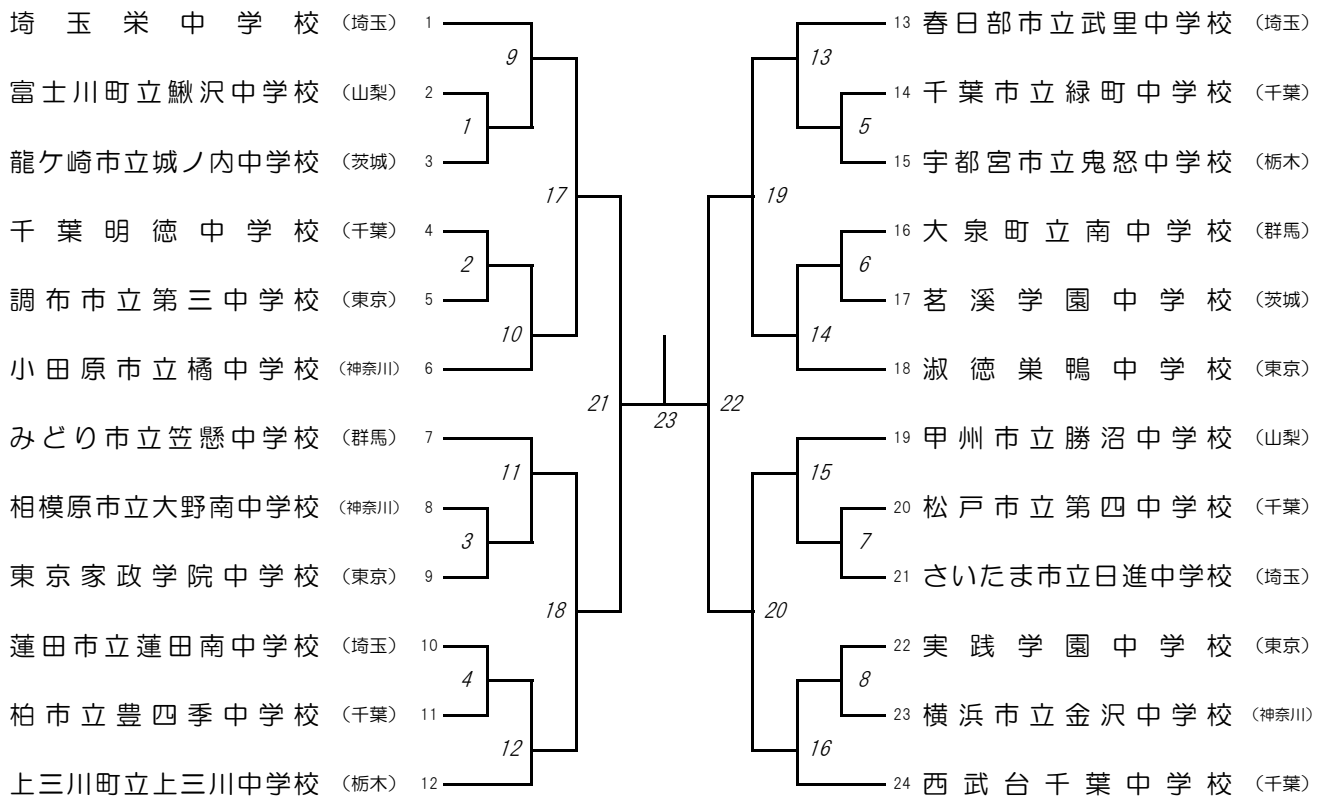 埼玉栄中学校 （埼玉） 1
9
富士川町立鰍沢中学校 （山梨） 2
1
龍ケ崎市立城ノ内中学校 （茨城） 3
17
千葉明徳中学校 （千葉） 4
2
調布市立第三中学校 （東京） 5
10
小田原市立橘中学校 （神奈川） 6
21
みどり市立笠懸中学校 （群馬） 7
11
相模原市立大野南中学校 （神奈川） 8
3
東京家政学院中学校 （東京） 9
18
蓮田市立蓮田南中学校 （埼玉） 10
4
柏市立豊四季中学校 （千葉） 11
12
上三川町立上三川中学校 （栃木） 12
23
13 春日部市立武里中学校 （埼玉）
13
14 千葉市立緑町中学校 （千葉）
5
15 宇都宮市立鬼怒中学校 （栃木）
19
16 大泉町立南中学校 （群馬）
6
17 茗溪学園中学校 （茨城）
14
18 淑徳巣鴨中学校 （東京）
22
19 甲州市立勝沼中学校 （山梨）
15
20 松戸市立第四中学校 （千葉）
7
21 さいたま市立日進中学校 （埼玉）
20
22 実践学園中学校 （東京）
8
23 横浜市立金沢中学校 （神奈川）
16
24 西武台千葉中学校 （千葉）